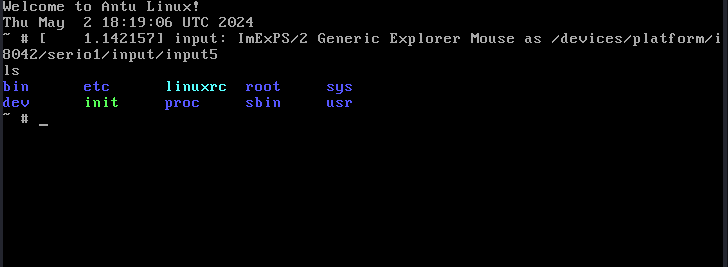 Welcome to Antu Linux!
Thu May  2 18:19:06 UTC 2024
~ # [    1.142157] input: ImExPS/2 Generic Explorer Mouse as /devices/platform/i
8042/serio1/input/input5
ls
bin      etc      linuxrc  root     sys
dev      init     proc     sbin     usr
~ # _